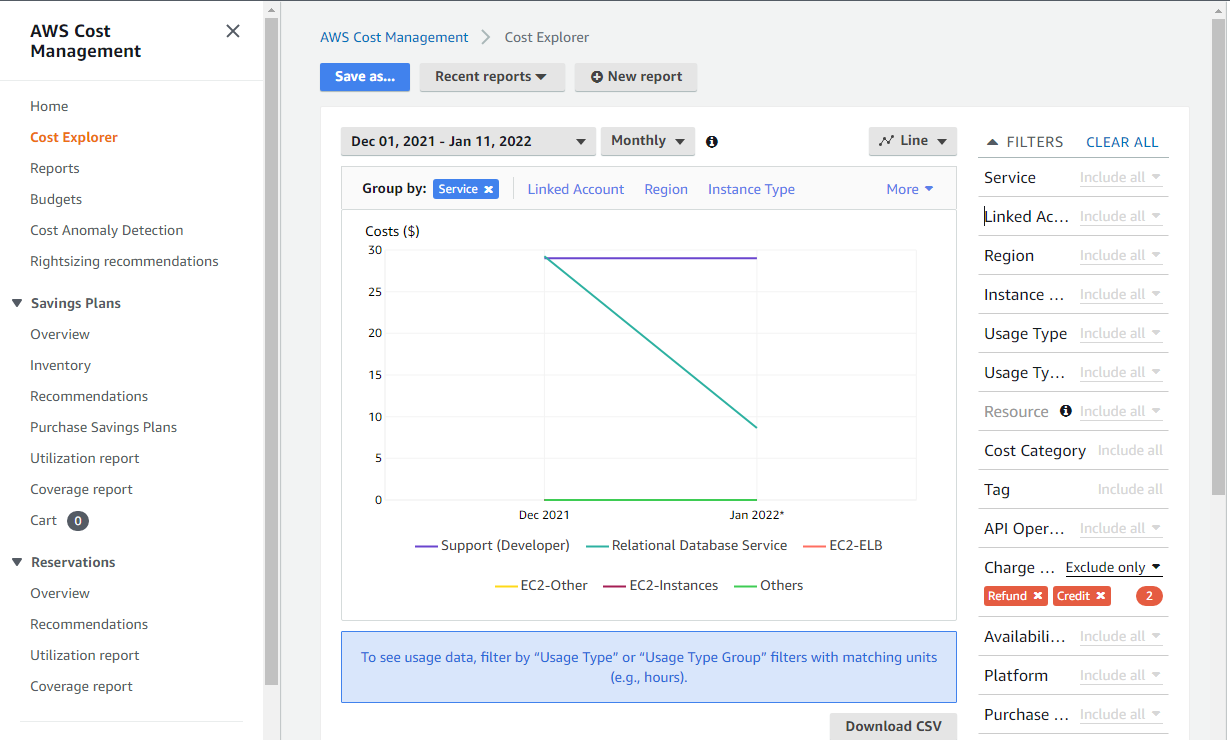 AWS Cost
Management
Home
Cost Explorer
Reports
Budgets
Cost Anomaly Detection
Rightsizing recommendations
Savings Plans
Overview
Inventory
Recommendations
Purchase Savings Plans
Utilization report
Coverage report
Cart 0
Reservations
Overview
Recommendations
Utilization report
Coverage report
AWS Cost Management > Cost Explorer
Save as... Recent reports New report
Dec 01, 2021 - Jan 11, 2022 Monthly Line
Group by: Service Linked Account Region Instance Type More
Costs ($)
30
25
20
15
10
5
0
Dec 2021 Jan 2022*
Support (Developer) Relational Database Service EC2-ELB
EC2-Other EC2-Instances Others
To see usage data, filter by “Usage Type” or “Usage Type Group” filters with matching units
(e.g., hours).
Download CSV
FILTERS CLEAR ALL
Service Include all
Linked Ac... Include all
Region Include all
Instance ... Include all
Usage Type Include all
Usage Ty... Include all
Resource Include all
Cost Category Include all
Tag Include all
API Oper... Include all
Charge ... Exclude only
Refund Credit 2
Availabili... Include all
Platform Include all
Purchase ... Include all